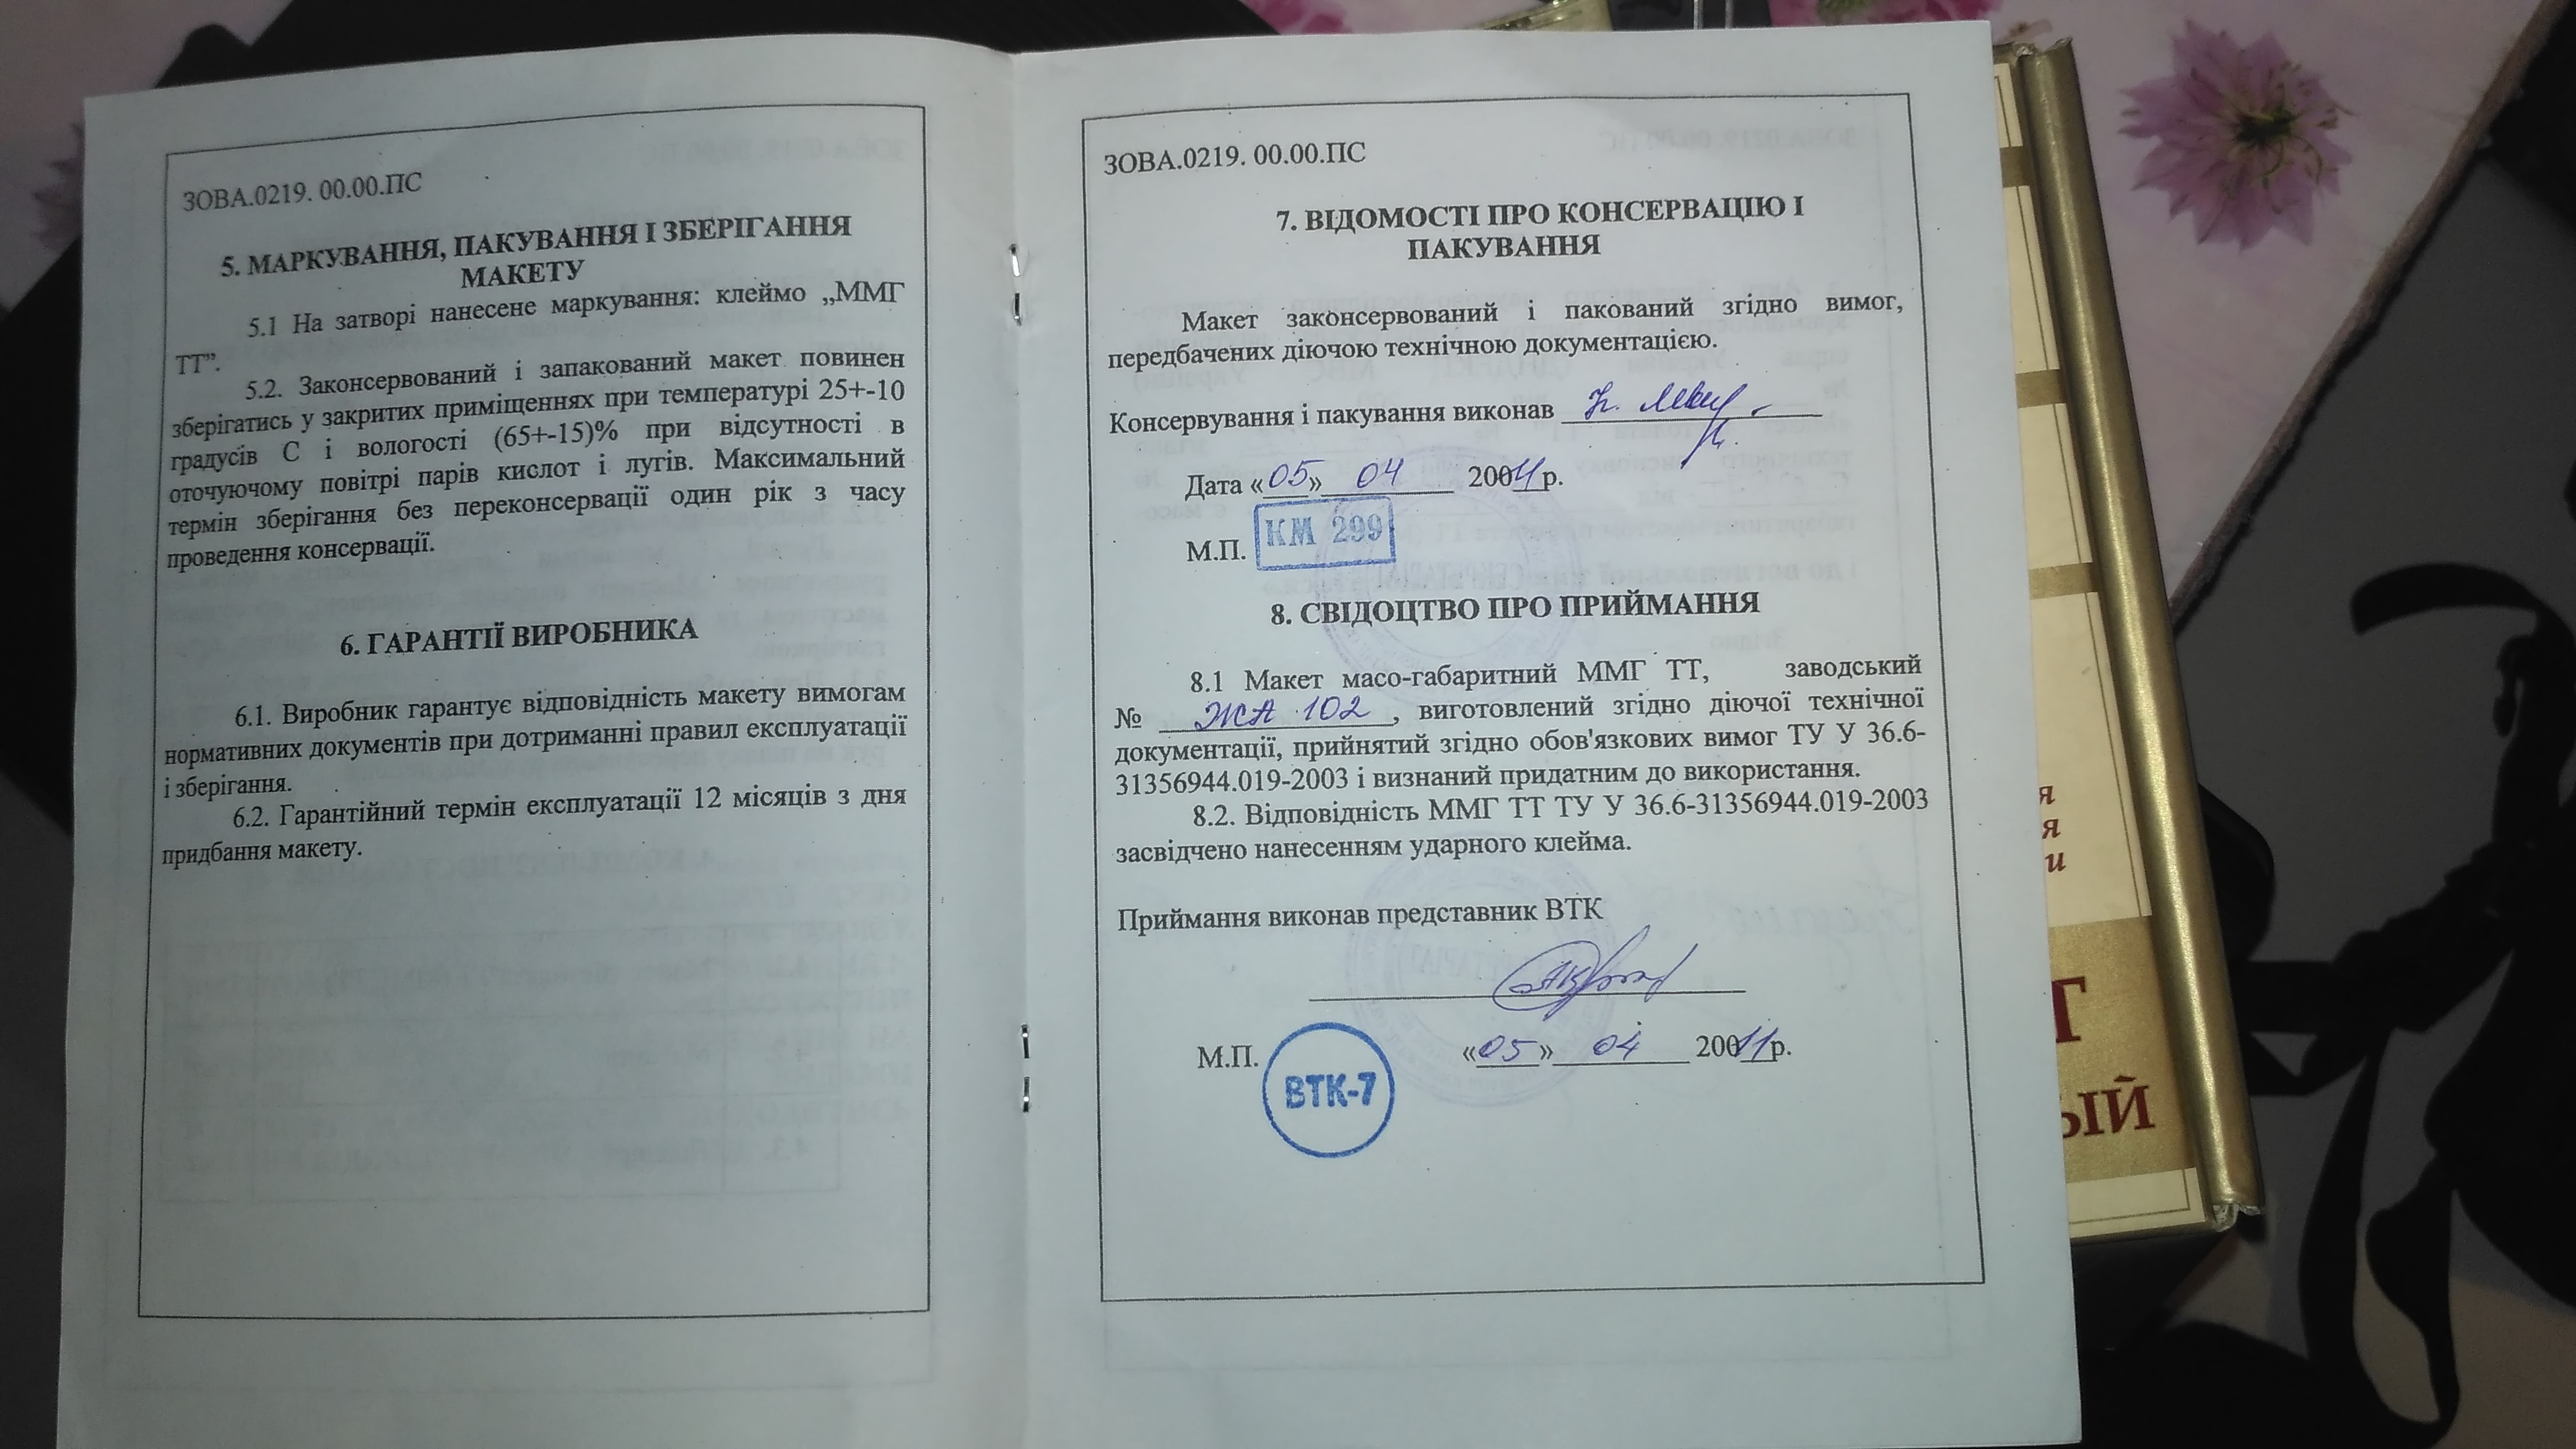 ЗОВА.0219. 00.00.ПС
5. МАРКУВАННЯ, ПАКУВАННЯ І ЗБЕРІГАННЯ
МАКЕТУ
5.1 На затворі нанесене маркування: клеймо „ММГ
ТТ”.
5.2. Законсервований і запакований макет повинен
зберігатись у закритих приміщеннях при температурі 25+-10
градусів С і вологості (65+-15)% при відсутності в
оточуючому повітрі парів кислот і лугів. Максимальний
термін зберігання без переконсервації один рік з часу
проведення консервації.
6. ГАРАНТІЇ ВИРОБНИКА
6.1. Виробник гарантує відповідність макету вимогам
нормативних документів при дотриманні правил експлуатації
і зберігання.
6.2. Гарантійний термін експлуатації 12 місяців з дня
придбання макету.
ЗОВА.0219. 00.00.ПС
7. ВІДОМОСТІ ПРО КОНСЕРВАЦІЮ І
ПАКУВАННЯ
Макет законсервований і пакований згідно вимог,
передбачених діючою технічною документацією.
Консервування і пакування виконав
Дата «05» 04 2011р.
М.П. КМ 299
8. СВІДОЦТВО ПРО ПРИЙМАННЯ
8.1 Макет масо-габаритний ММГ ТТ, заводський
№ ЖА 102, виготовлений згідно діючої технічної
документації, прийнятий згідно обов'язкових вимог ТУ У 36.6-
31356944.019-2003 і визнаний придатним до використання.
8.2. Відповідність ММГ ТТ ТУ У 36.6-31356944.019-2003
засвідчено нанесенням ударного клейма.
Приймання виконав представник ВТК
М.П. ВТК-7 «05» 04 2011р.